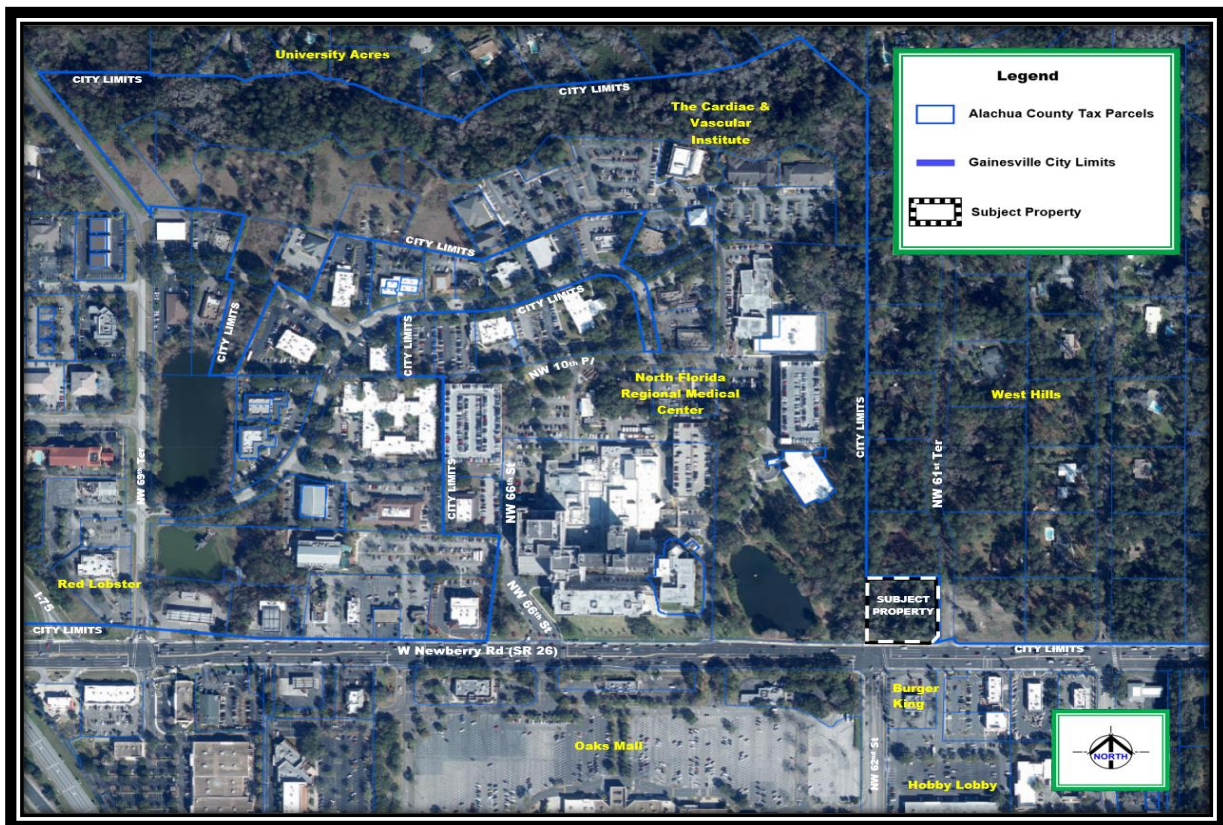 University Acres
CITY LIMITS
CITY LIMITS
The Cardiac &
Vascular
Institute
Legend
Alachua County Tax Parcels
Gainesville City Limits
Subject Property
CITY LIMITS
CITY LIMITS
CITY LIMITS
CITY LIMITS
NW 10th Pl
North Florida
Regional Medical
Center
CITY LIMITS
West Hills
CITY LIMITS
NW 69th Ter
NW 66th St
NW 61st Ter
Red Lobster
I-75
NW 66th St
SUBJECT
PROPERTY
CITY LIMITS
W Newberry Rd (SR 26)
CITY LIMITS
Burger
King
Oaks Mall
NW 62nd St
NORTH
Hobby Lobby